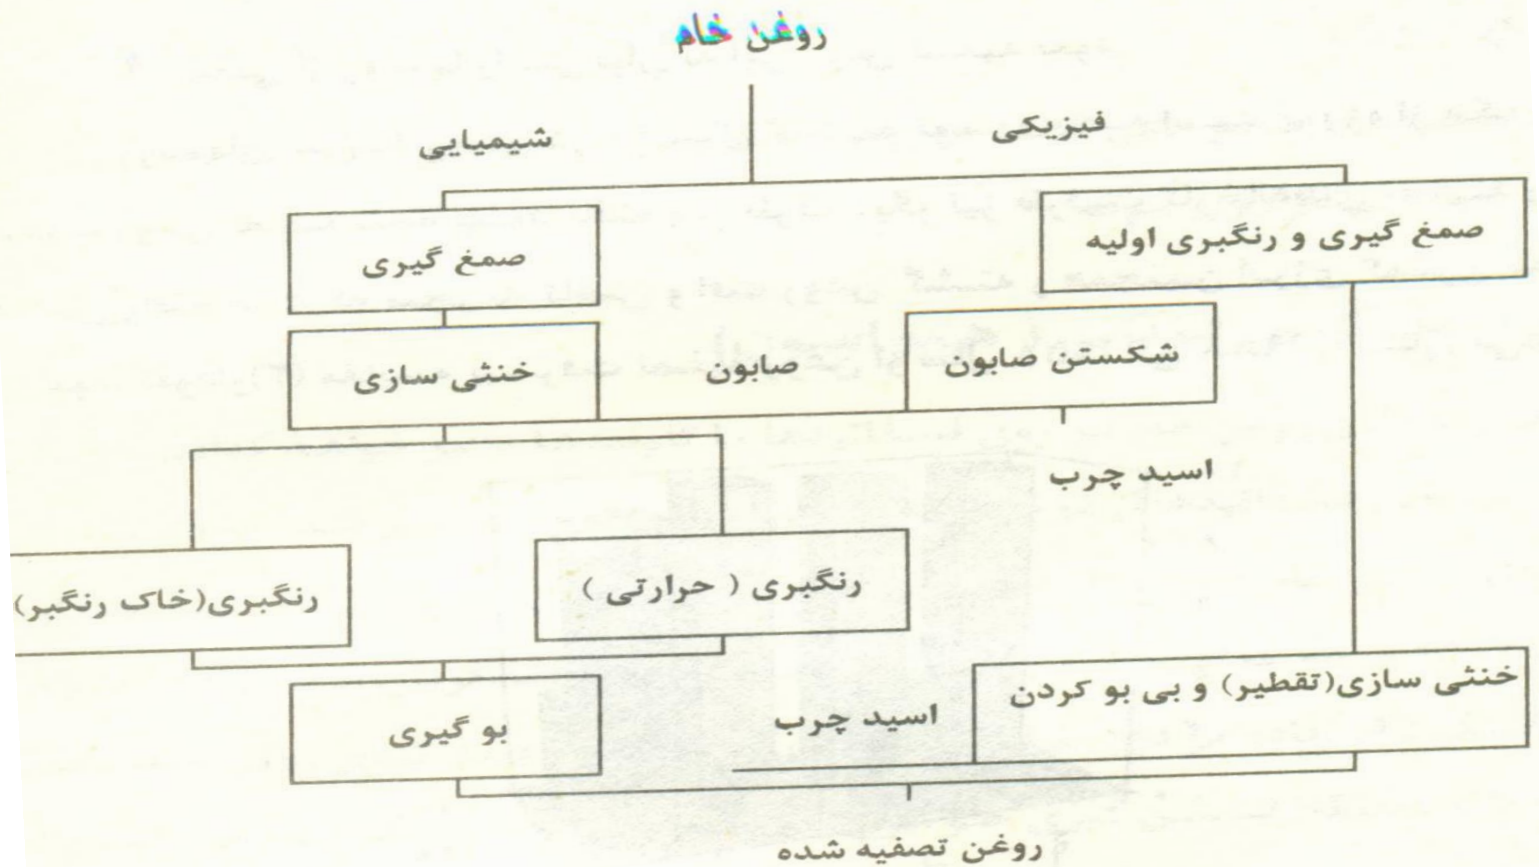 روغن خام
فیزیکی
شیمیایی
صمغ گیری و رنگبری اولیه
صمغ گیری
شکستن صابون
صابون
خنثی سازی
اسید چرب
رنگبری ( حرارتی )
رنگبری(خاک رنگبر)
خنثی سازی(تقطیر) و بی بو کردن
اسید چرب
بو گیری
روغن تصفیه شده